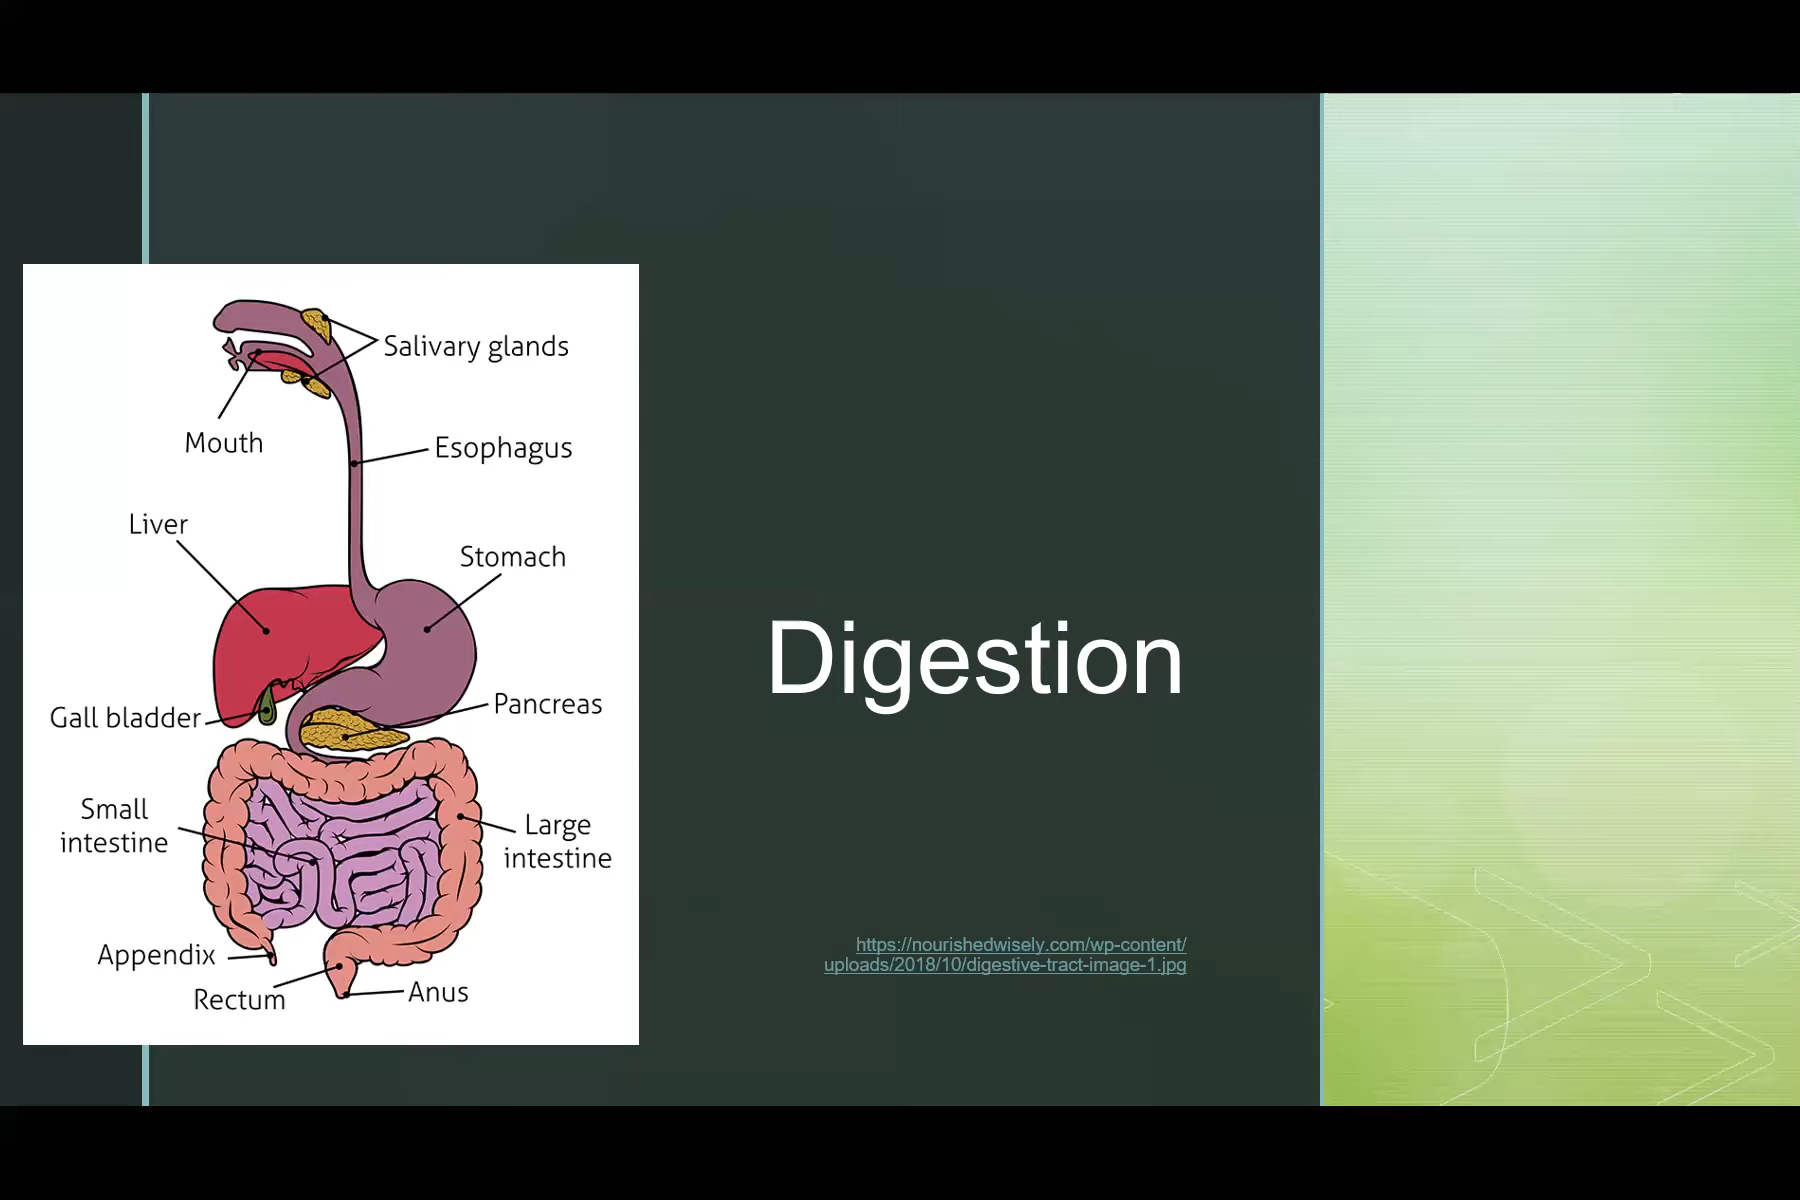 Salivary glands
Mouth
Esophagus
Liver
Stomach
Pancreas
Gall bladder
Small
intestine
Large
intestine
Appendix
Rectum
Anus
Digestion
https://nourishedwisely.com/wp-content/
uploads/2018/10/digestive-tract-image-1.jpg